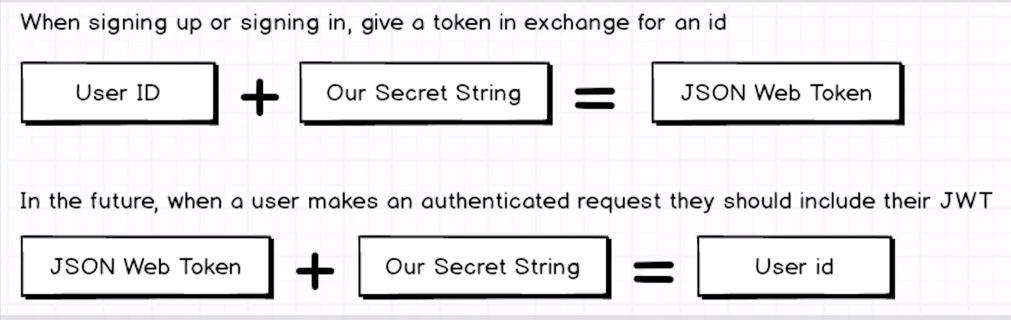 When signing up or signing in, give a token in exchange for an id
User ID + Our Secret String = JSON Web Token
In the future, when a user makes an authenticated request they should include their JWT
JSON Web Token + Our Secret String = User id